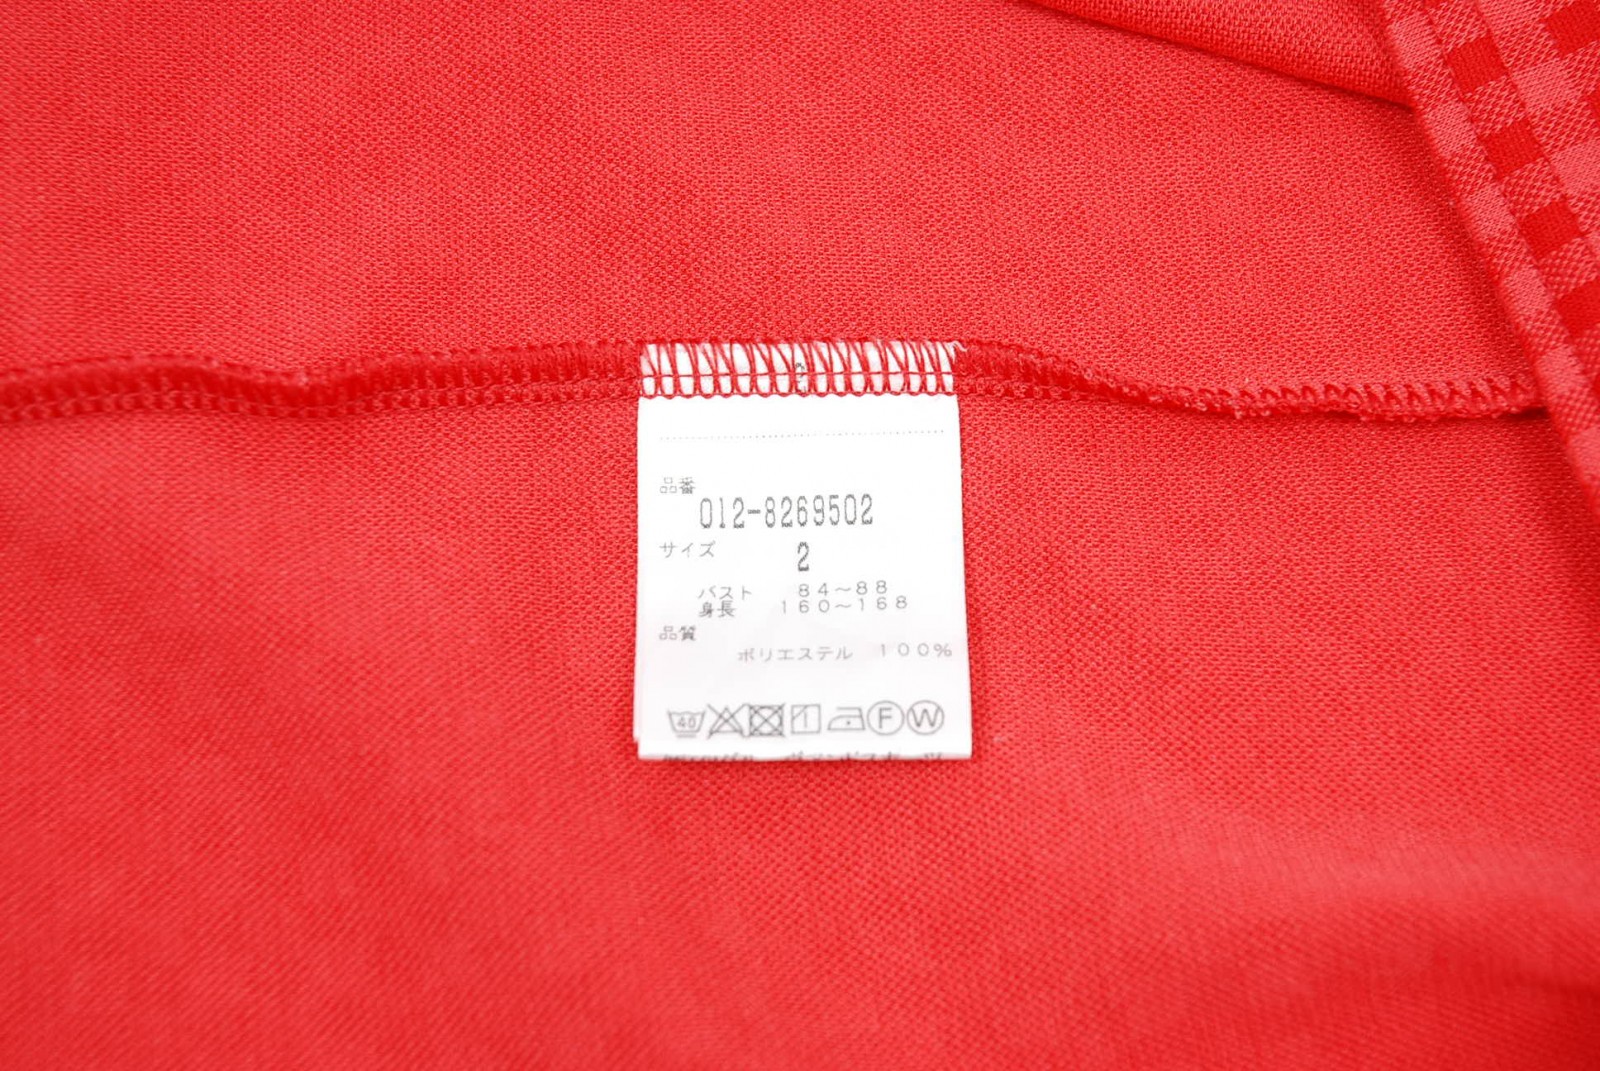 品番
012-8269502
サイズ 2
バスト 84~88
身長 160~168
品質
ポリエステル 100%
40 F W